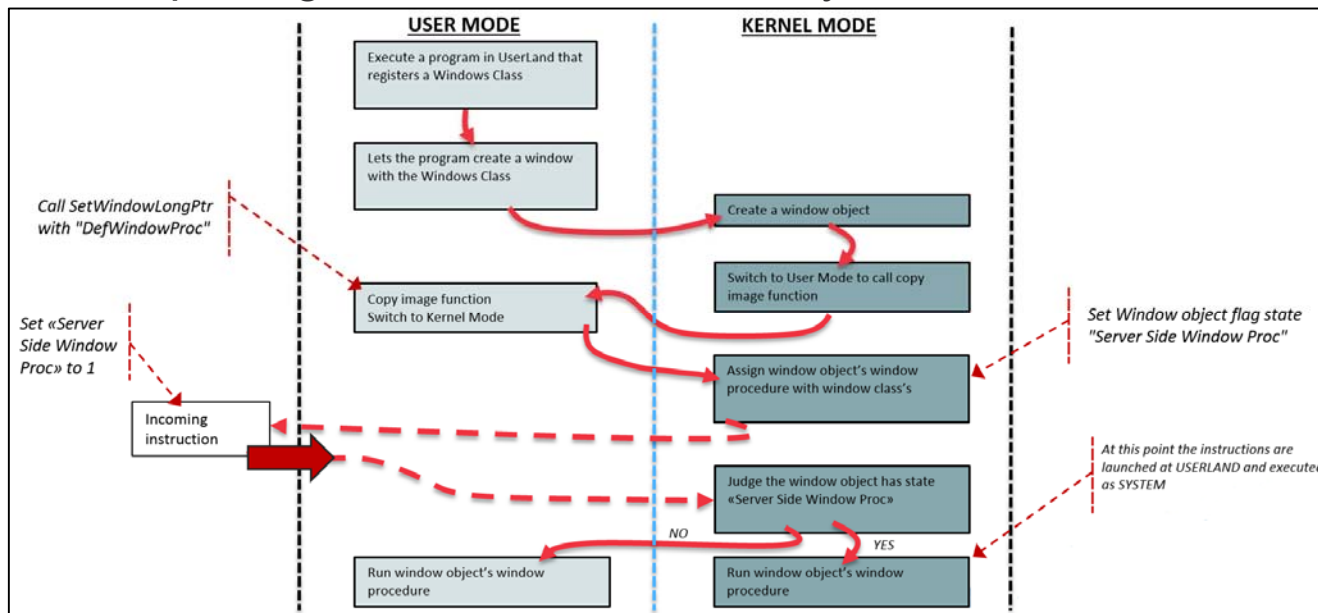 USER MODE
KERNEL MODE
Execute a program in UserLand that
registers a Windows Class
Lets the program create a window
with the Windows Class
Call SetWindowLongPtr
with "DefWindowProc"
Create a window object
Switch to User Mode to call copy
image function
Copy image function
Switch to Kernel Mode
Set «Server
Side Window
Proc» to 1
Set Window object flag state
"Server Side Window Proc"
Assign window object's window
procedure with window class's
Incoming
instruction
At this point the instructions are
launched at USERLAND and executed
as SYSTEM
Judge the window object has state
«Server Side Window Proc»
NO
YES
Run window object's window
procedure
Run window object's window
procedure